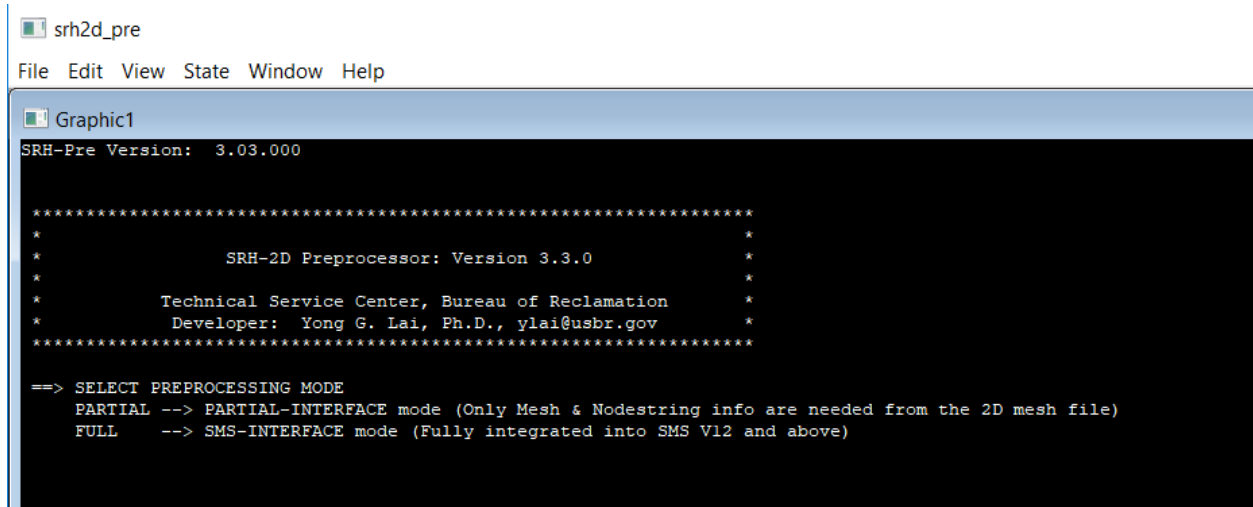 srh2d_pre
File Edit View State Window Help
Graphic1
SRH-Pre Version:  3.03.000
*******************************************************************
*                                                                 *
*                 SRH-2D Preprocessor: Version 3.3.0              *
*                                                                 *
*           Technical Service Center, Bureau of Reclamation       *
*            Developer:  Yong G. Lai, Ph.D., ylai@usbr.gov        *
*******************************************************************
==> SELECT PREPROCESSING MODE
PARTIAL --> PARTIAL-INTERFACE mode (Only Mesh & Nodestring info are needed from the 2D mesh file)
FULL    --> SMS-INTERFACE mode (Fully integrated into SMS V12 and above)